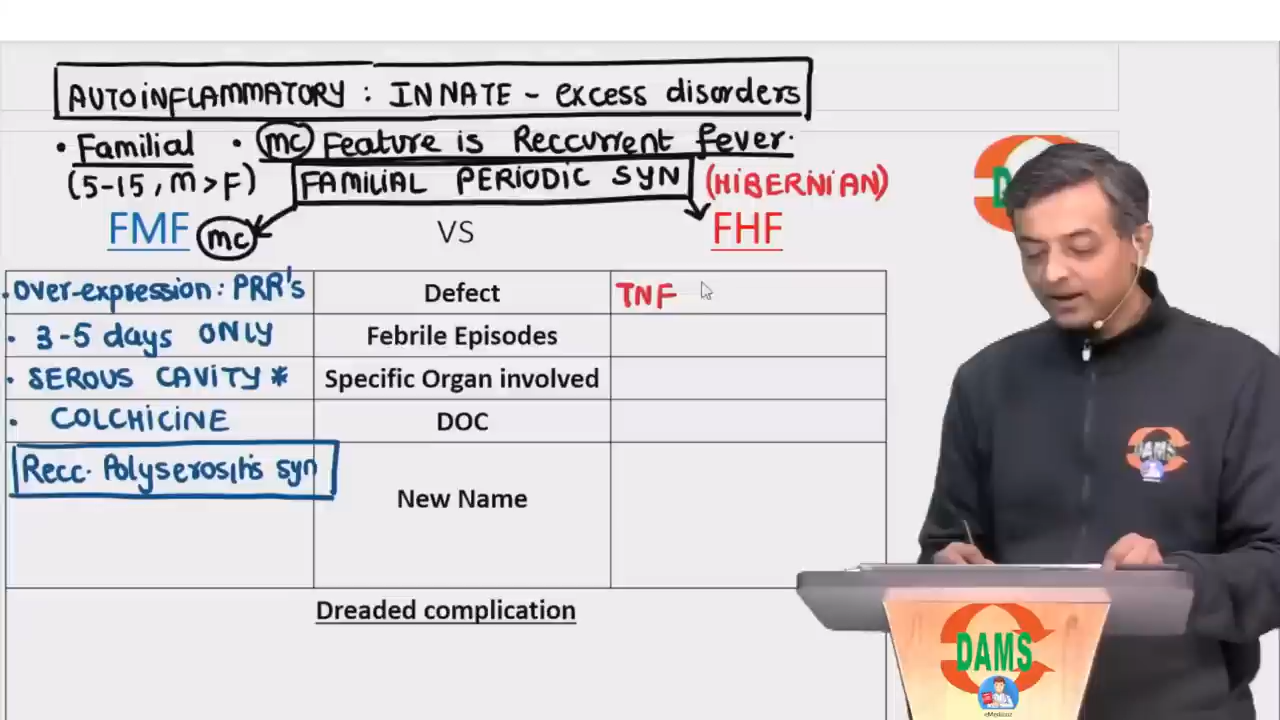 AUTOINFLAMMATORY : INNATE - excess disorders
• Familial • mc Feature is Reccurrent fever.
(5-15, M>F) FAMILIAL PERIODIC SYN (HIBERNIAN)
FMF mc VS FHF
• over-expression: PRR's Defect TNF
• 3-5 days ONLY Febrile Episodes
• SEROUS CAVITY * Specific Organ involved
• COLCHICINE DOC
Recc. Polyserositis syn
New Name
Dreaded complication
DAMS
DAMS
eMedicoz